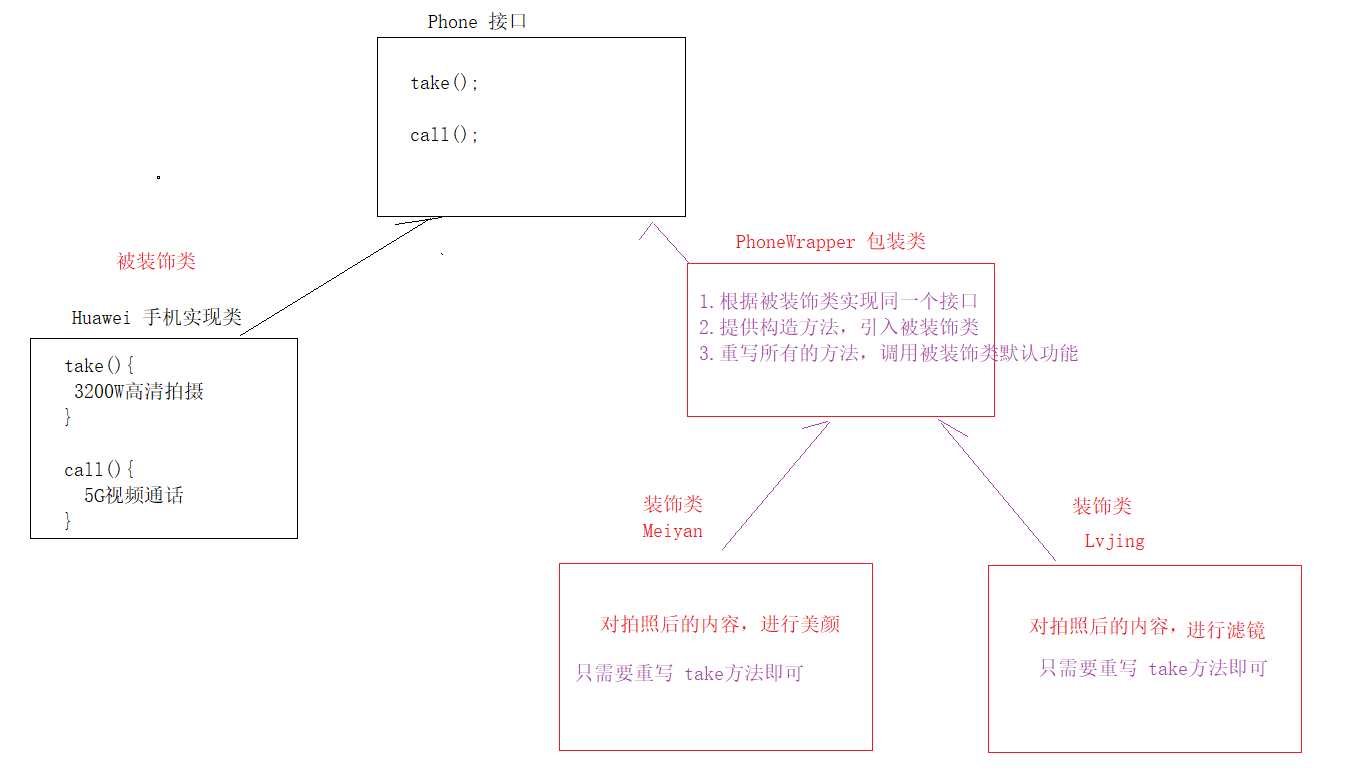 Phone 接口
take();
call();
被装饰类
Huawei 手机实现类
take(){
3200W高清拍摄
}
call(){
5G视频通话
}
PhoneWrapper 包装类
1.根据被装饰类实现同一个接口
2.提供构造方法，引入被装饰类
3.重写所有的方法，调用被装饰类默认功能
装饰类
Meiyan
对拍照后的内容，进行美颜
只需要重写 take方法即可
装饰类
Lvjing
对拍照后的内容，进行滤镜
只需要重写 take方法即可